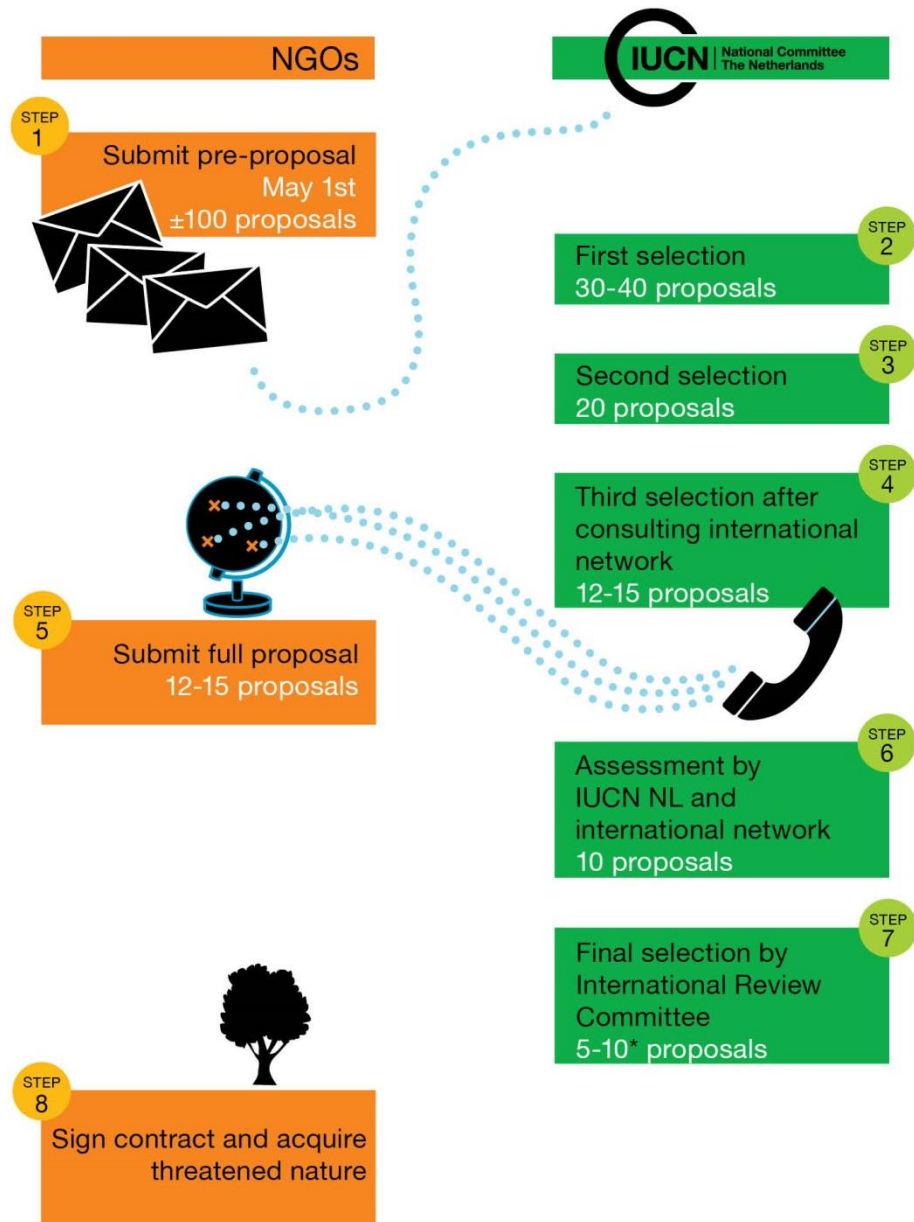 NGOs
IUCN
National Committee
The Netherlands
STEP
1
Submit pre-proposal
May 1st
±100 proposals
STEP
2
First selection
30-40 proposals
STEP
3
Second selection
20 proposals
STEP
4
Third selection after
consulting international
network
12-15 proposals
STEP
5
Submit full proposal
12-15 proposals
STEP
6
Assessment by
IUCN NL and
international network
10 proposals
STEP
7
Final selection by
International Review
Committee
5-10* proposals
STEP
8
Sign contract and acquire
threatened nature